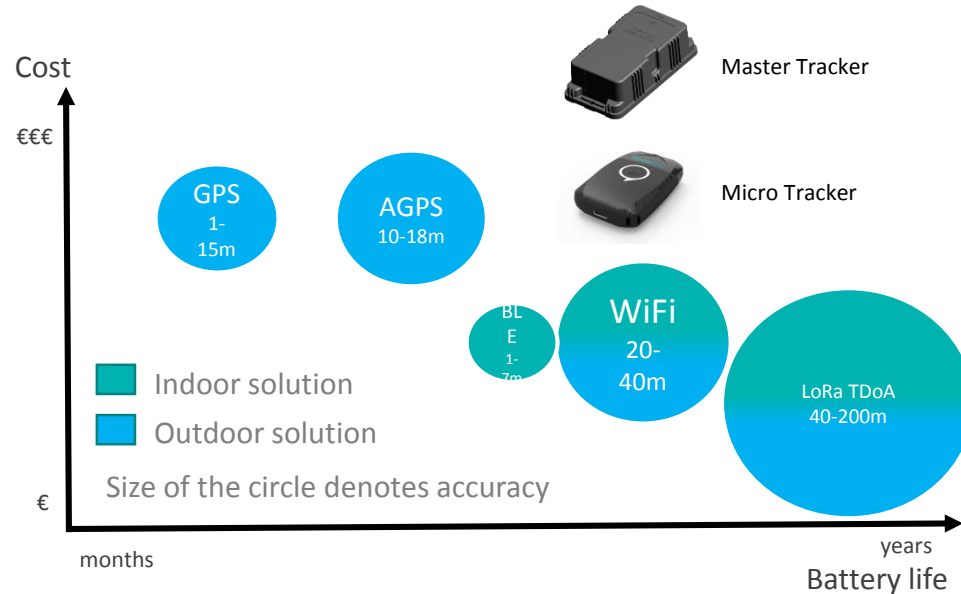 Cost
€€€
Master Tracker
Micro Tracker
GPS
1-
15m
AGPS
10-18m
BL
E
1-
7m
WiFi
20-
40m
LoRa TDoA
40-200m
Indoor solution
Outdoor solution
Size of the circle denotes accuracy
€
months
years
Battery life